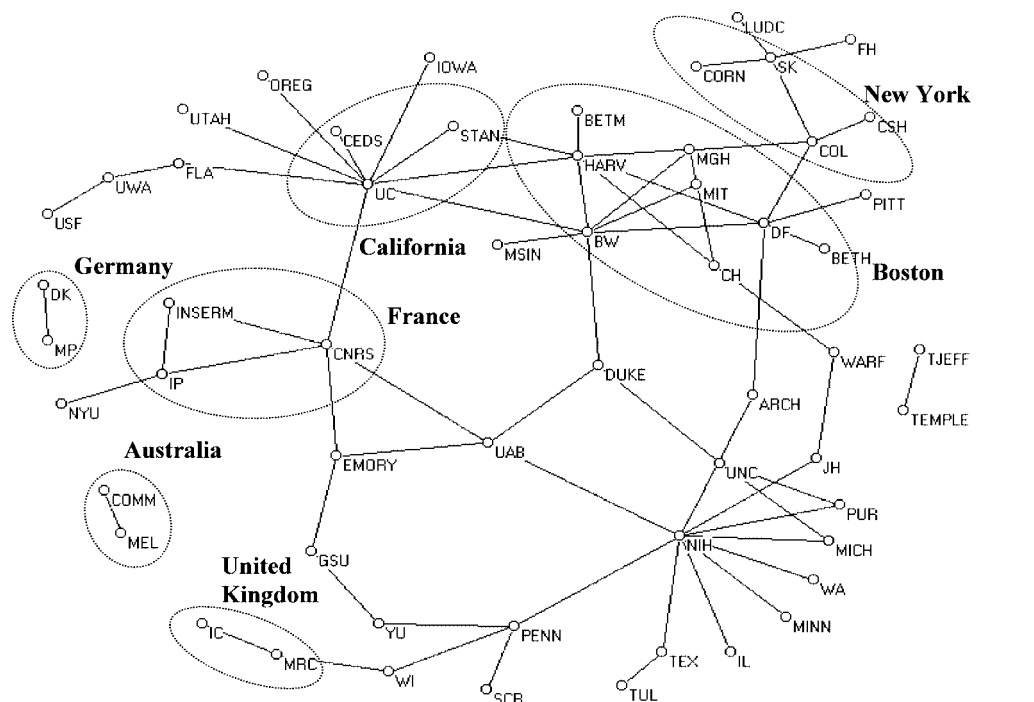 LUDC
FH
SK
CORN
IOWA
OREG
New York
UTAH
BETM
CSH
CEDS
STAN
COL
HARV
MGH
FLA
UWA
UC
MIT
PITT
USF
DF
California
BW
MSIN
BETH
Germany
CH
Boston
DK
INSERM
France
MP
CNRS
WARF
TJEFF
IP
DUKE
NYU
ARCH
TEMPLE
Australia
EMORY
UAB
JH
UNC
COMM
PUR
MEL
NIH
MICH
GSU
United
Kingdom
WA
MINN
IC
YU
PENN
MRC
TEX
IL
WI
TUL
SCR